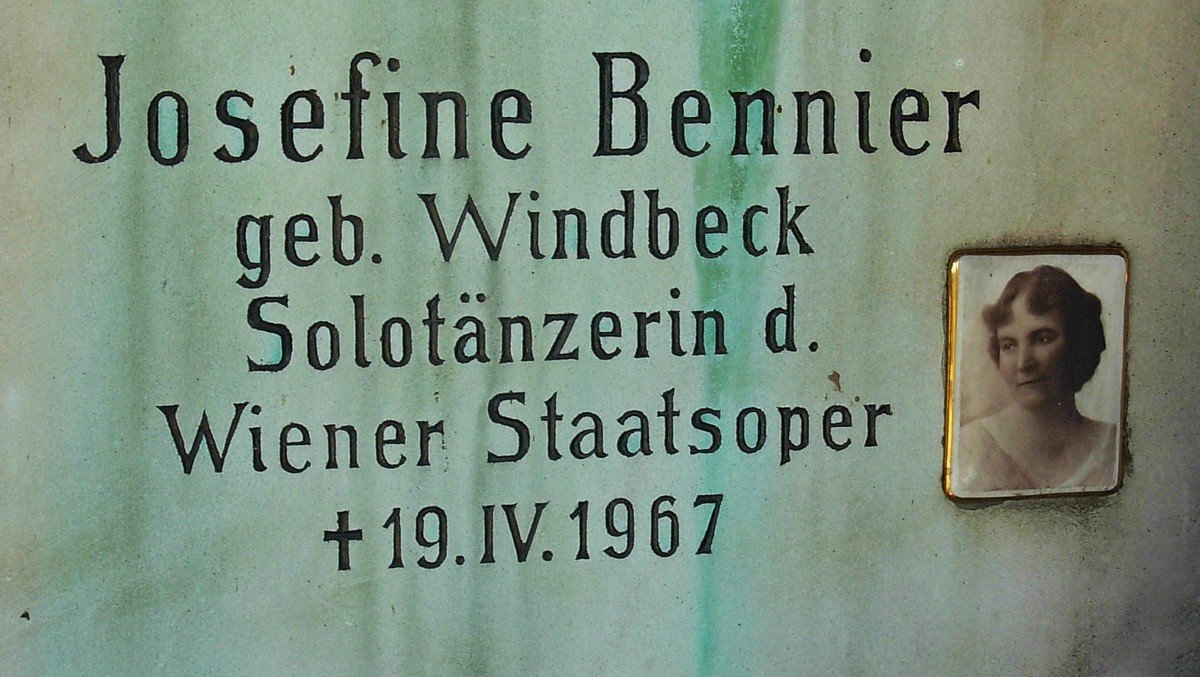 Josefine Bennier
geb. Windbeck
Solotänzerin d.
Wiener Staatsoper
✝19.IV.1967